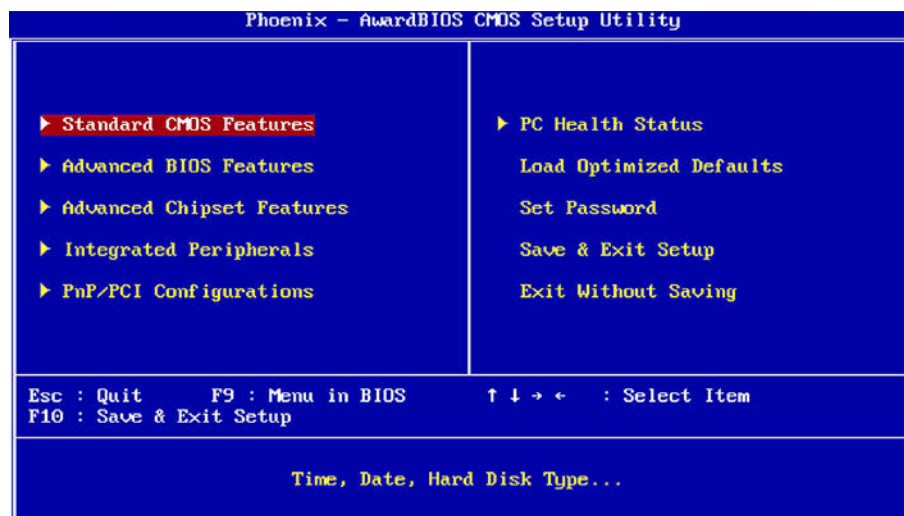 Phoenix - AwardBIOS CMOS Setup Utility
▶ Standard CMOS Features
▶ Advanced BIOS Features
▶ Advanced Chipset Features
▶ Integrated Peripherals
▶ PnP/PCI Configurations
▶ PC Health Status
Load Optimized Defaults
Set Password
Save & Exit Setup
Exit Without Saving
Esc : Quit F9 : Menu in BIOS ↑ ↓ → ← : Select Item
F10 : Save & Exit Setup
Time, Date, Hard Disk Type...